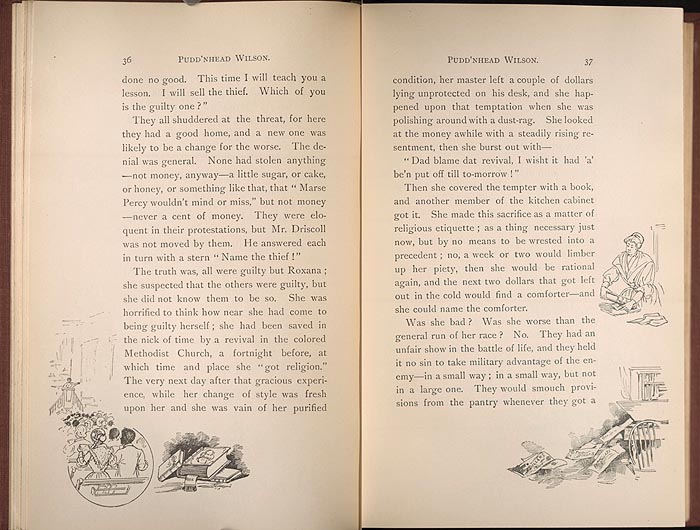 36 PUDD'NHEAD WILSON.
done no good. This time I will teach you a
lesson. I will sell the thief. Which of you
is the guilty one?"
They all shuddered at the threat, for here
they had a good home, and a new one was
likely to be a change for the worse. The de-
nial was general. None had stolen anything
—not money, anyway—a little sugar, or cake,
or honey, or something like that, that "Marse
Percy wouldn't mind or miss," but not money
—never a cent of money. They were elo-
quent in their protestations, but Mr. Driscoll
was not moved by them. He answered each
in turn with a stern "Name the thief!"
The truth was, all were guilty but Roxana;
she suspected that the others were guilty, but
she did not know them to be so. She was
horrified to think how near she had come to
being guilty herself; she had been saved in
the nick of time by a revival in the colored
Methodist Church, a fortnight before, at
which time and place she "got religion."
The very next day after that gracious experi-
ence, while her change of style was fresh
upon her and she was vain of her purified
PUDD'NHEAD WILSON. 37
condition, her master left a couple of dollars
lying unprotected on his desk, and she hap-
pened upon that temptation when she was
polishing around with a dust-rag. She looked
at the money awhile with a steadily rising re-
sentment, then she burst out with—
"Dad blame dat revival, I wisht it had 'a'
be'n put off till to-morrow!"
Then she covered the tempter with a book,
and another member of the kitchen cabinet
got it. She made this sacrifice as a matter of
religious etiquette; as a thing necessary just
now, but by no means to be wrested into a
precedent; no, a week or two would limber
up her piety, then she would be rational
again, and the next two dollars that got left
out in the cold would find a comforter—and
she could name the comforter.
Was she bad? Was she worse than the
general run of her race? No. They had an
unfair show in the battle of life, and they held
it no sin to take military advantage of the en-
emy—in a small way; in a small way, but not
in a large one. They would smouch provi-
sions from the pantry whenever they got a